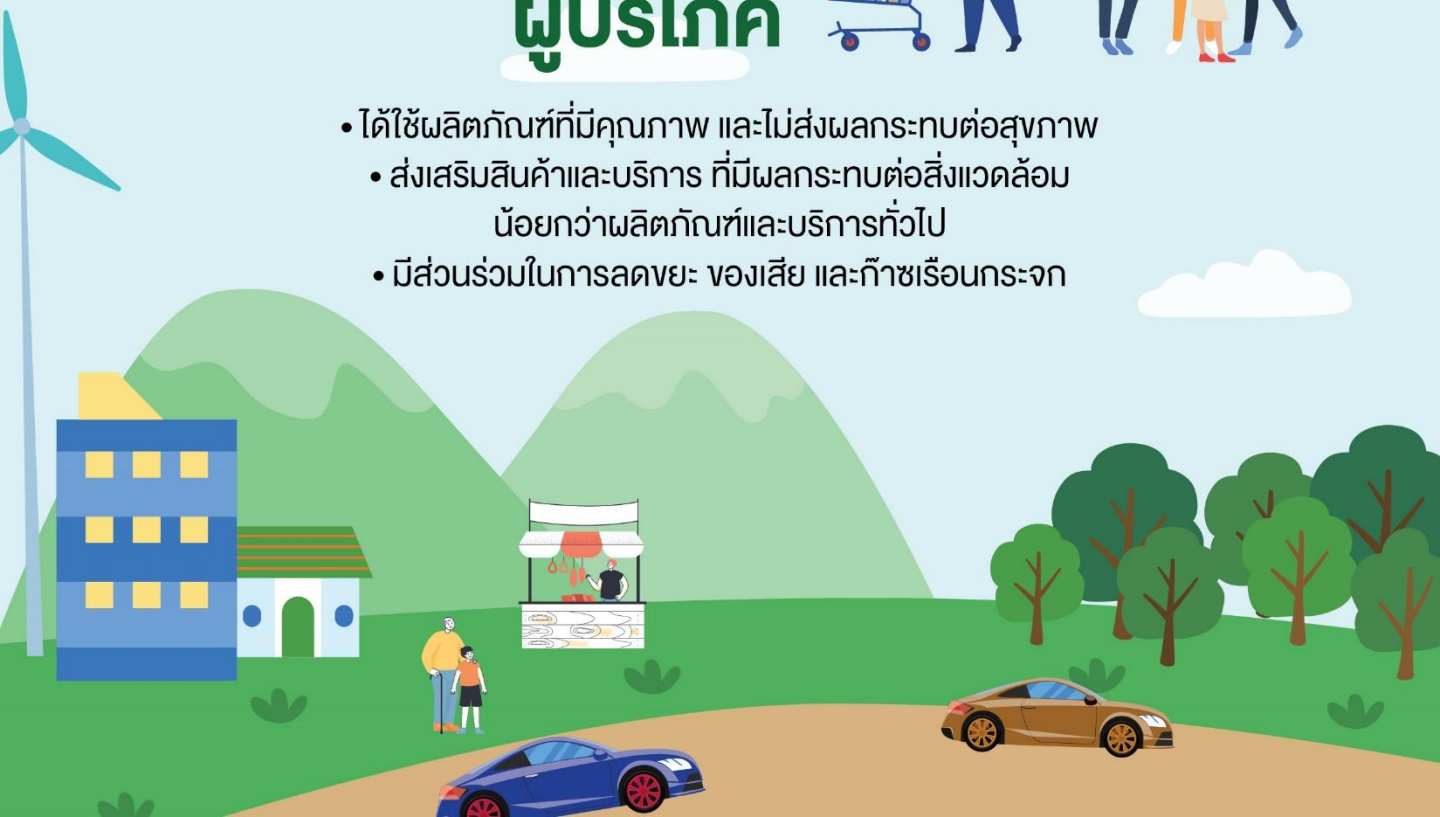 ผู้บริโภค
• ได้ใช้ผลิตภัณฑ์ที่มีคุณภาพ และไม่ส่งผลกระทบต่อสุขภาพ
• ส่งเสริมสินค้าและบริการ ที่มีผลกระทบต่อสิ่งแวดล้อม
น้อยกว่าผลิตภัณฑ์และบริการทั่วไป
• มีส่วนร่วมในการลดขยะ ของเสีย และก๊าซเรือนกระจก